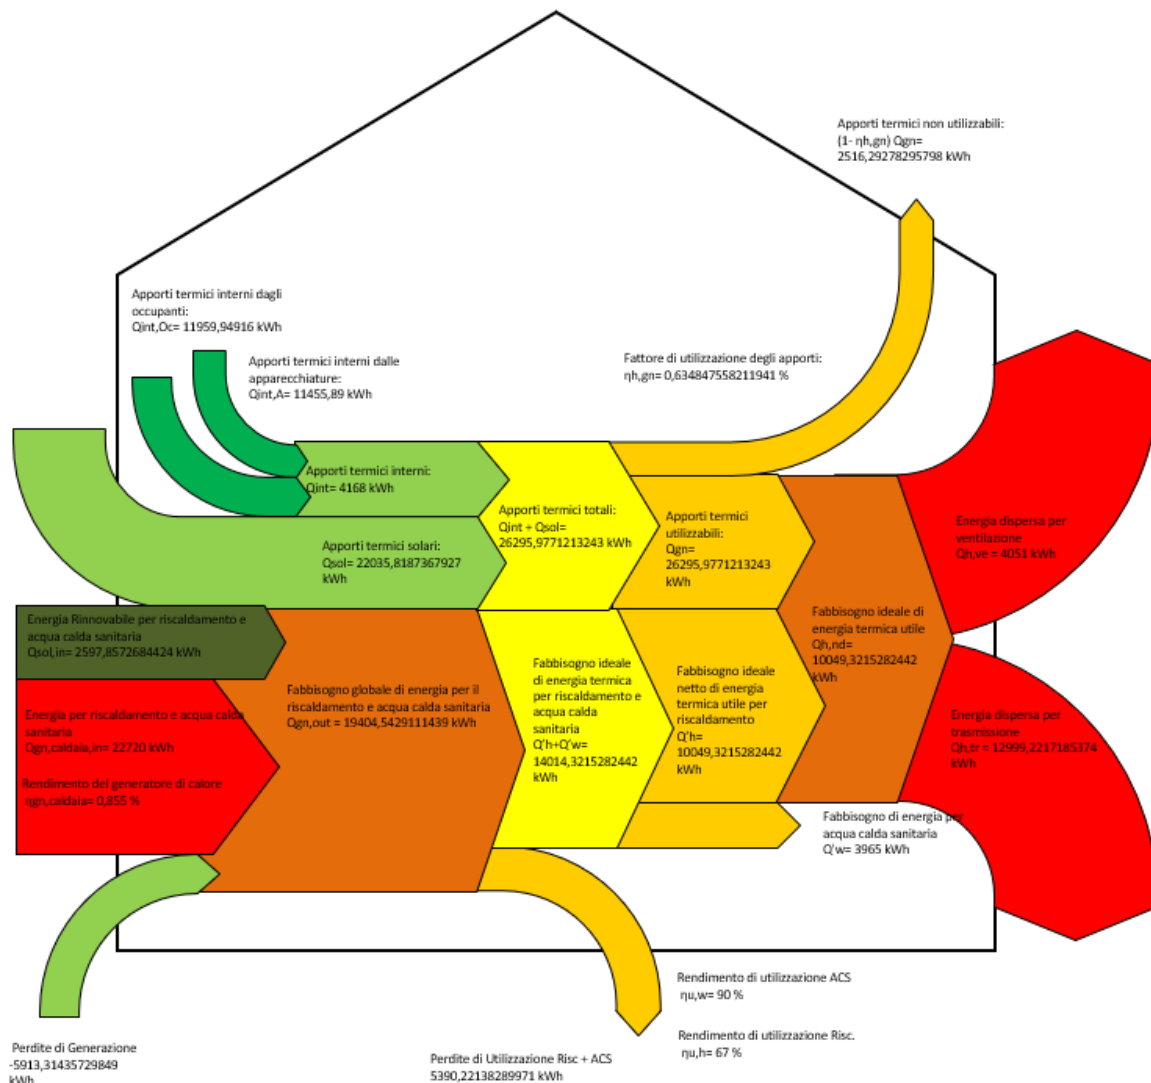 Apporti termici non utilizzabili:
(1- ηh,gn) Qgn=
2516,29278295798 kWh
Apporti termici interni dagli
occupanti:
Qint,Oc= 11959,94916 kWh
Apporti termici interni dalle
apparecchiature:
Qint,A= 11455,89 kWh
Fattore di utilizzazione degli apporti:
ηh,gn= 0,634847558211941 %
Apporti termici interni:
Qint= 4168 kWh
Apporti termici totali:
Qint + Qsol=
26295,9771213243 kWh
Apporti termici
utilizzabili:
Qgn=
26295,9771213243
kWh
Energia dispersa per
ventilazione
Qh,ve = 4051 kWh
Apporti termici solari:
Qsol= 22035,8187367927
kWh
Energia Rinnovabile per riscaldamento e
acqua calda sanitaria
Qsol,in= 2597,8572684424 kWh
Fabbisogno ideale di
energia termica utile
Qh,nd=
10049,3215282442
kWh
Fabbisogno globale di energia per il
riscaldamento e acqua calda sanitaria
Qgn,out = 19404,5429111439 kWh
Fabbisogno ideale
di energia termica
per riscaldamento e
acqua calda
sanitaria
Q'h+Q'w=
14014,3215282442
kWh
Fabbisogno ideale
netto di energia
termica utile per
riscaldamento
Q'h=
10049,3215282442
kWh
Energia per riscaldamento e acqua calda
sanitaria
Qgn,caldaia,in= 22720 kWh
Rendimento del generatore di calore
ηgn,caldaia= 0,855 %
Energia dispersa per
trasmissione
Qh,tr = 12999,2217185374
kWh
Fabbisogno di energia per
acqua calda sanitaria
Q'w= 3965 kWh
Rendimento di utilizzazione ACS
ηu,w= 90 %
Rendimento di utilizzazione Risc.
ηu,h= 67 %
Perdite di Generazione
-5913,31435729849
kWh
Perdite di Utilizzazione Risc + ACS
5390,22138289971 kWh